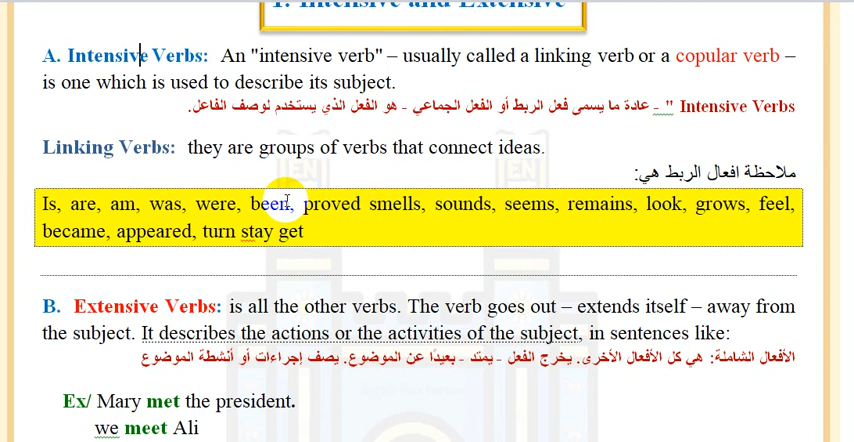 1. Intensive and Extensive
A. Intensive Verbs: An "intensive verb" – usually called a linking verb or a copular verb –
is one which is used to describe its subject.
Intensive Verbs " - عادة ما يسمى فعل الربط أو الفعل الجماعي - هو الفعل الذي يستخدم لوصف الفاعل.
Linking Verbs: they are groups of verbs that connect ideas.
ملاحظة افعال الربط هي:
Is, are, am, was, were, been, proved smells, sounds, seems, remains, look, grows, feel,
became, appeared, turn stay get
B. Extensive Verbs: is all the other verbs. The verb goes out – extends itself – away from
the subject. It describes the actions or the activities of the subject, in sentences like:
الأفعال الشاملة: هي كل الأفعال الأخرى. يخرج الفعل - يمتد - بعيدًا عن الموضوع. يصف إجراءات أو أنشطة الموضوع
Ex/ Mary met the president.
we meet Ali